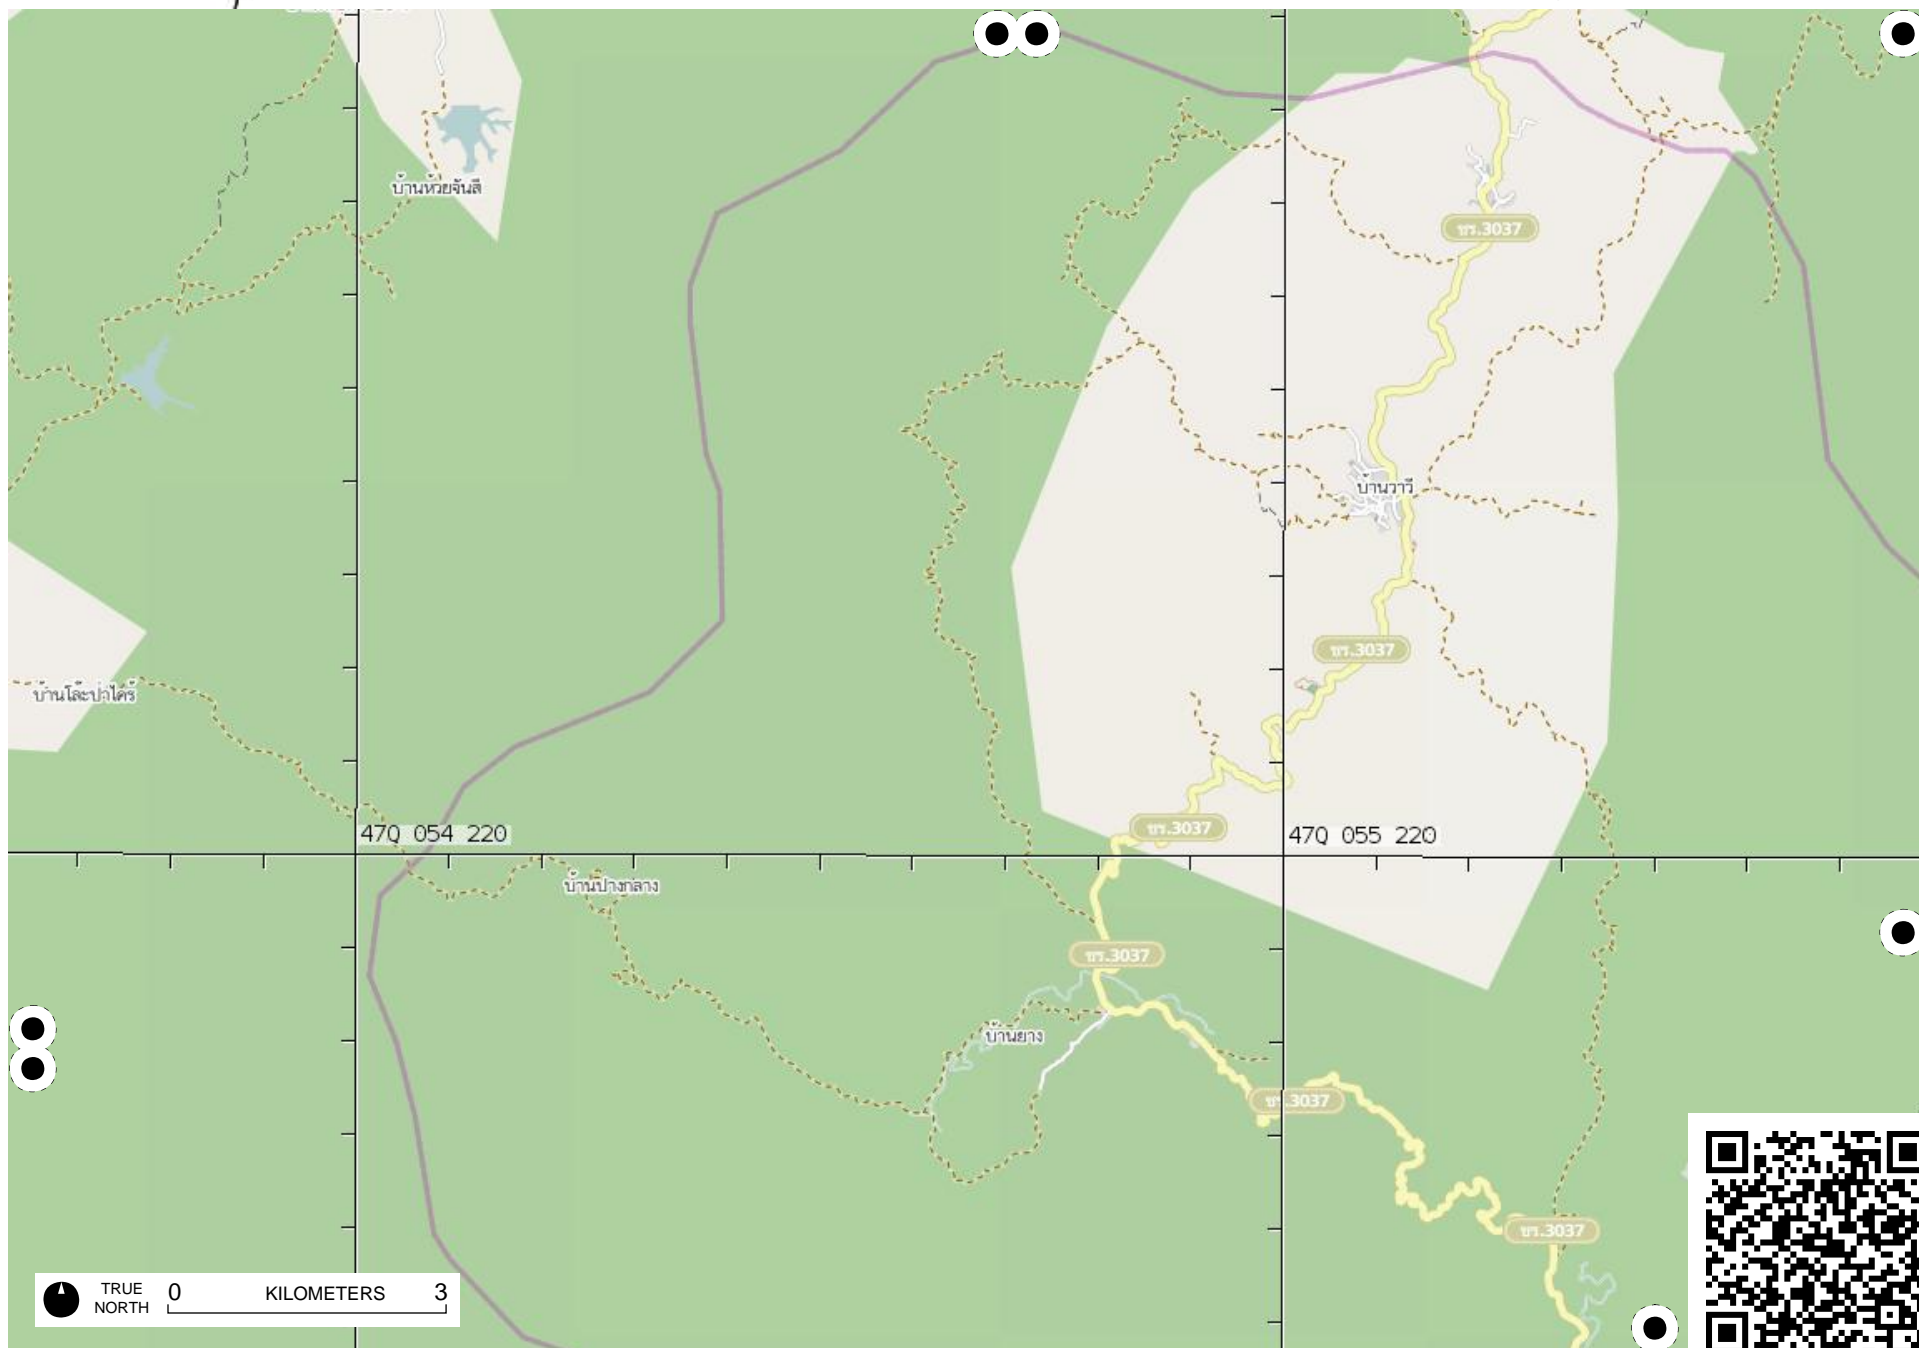 บ้านห้วยจันสี
ชร.3037
บ้านวาวี
ชร.3037
บ้านโล๊ะป่าไคร้
47Q 054 220
ชร.3037
47Q 055 220
บ้านปางกลาง
ชร.3037
บ้านยาง
ชร.3037
ชร.3037
TRUE NORTH
0 KILOMETERS 3